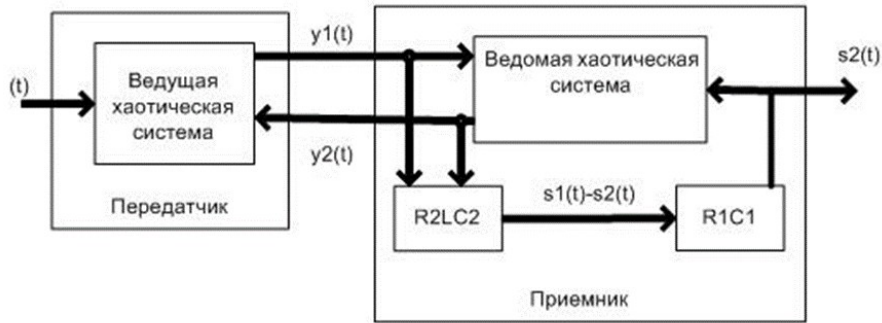 y1(t)
Ведущая
хаотическая
система
(t)
y2(t)
Передатчик
Ведомая хаотическая
система
s2(t)
R2LC2
s1(t)-s2(t)
R1C1
Приемник